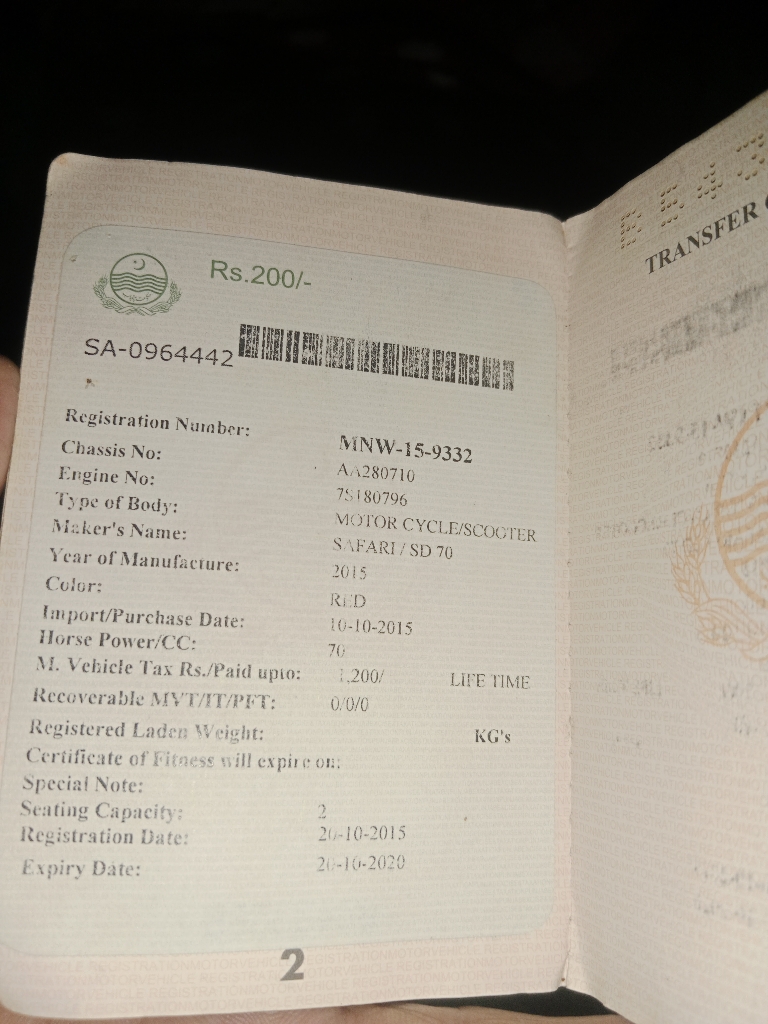 Rs.200/-
SA-0964442
Registration Number: MNW-15-9332
Chassis No: AA280710
Engine No: 7S180796
Type of Body: MOTOR CYCLE/SCOOTER
Maker's Name: SAFARI / SD 70
Year of Manufacture: 2015
Color: RED
Import/Purchase Date: 10-10-2015
Horse Power/CC: 70
M. Vehicle Tax Rs./Paid upto: 1,200/ LIFE TIME
Recoverable MVT/IT/PFT: 0/0/0
Registered Laden Weight: KG's
Certificate of Fitness will expire on:
Special Note:
Seating Capacity: 2
Registration Date: 20-10-2015
Expiry Date: 20-10-2020
2
TRANSFER